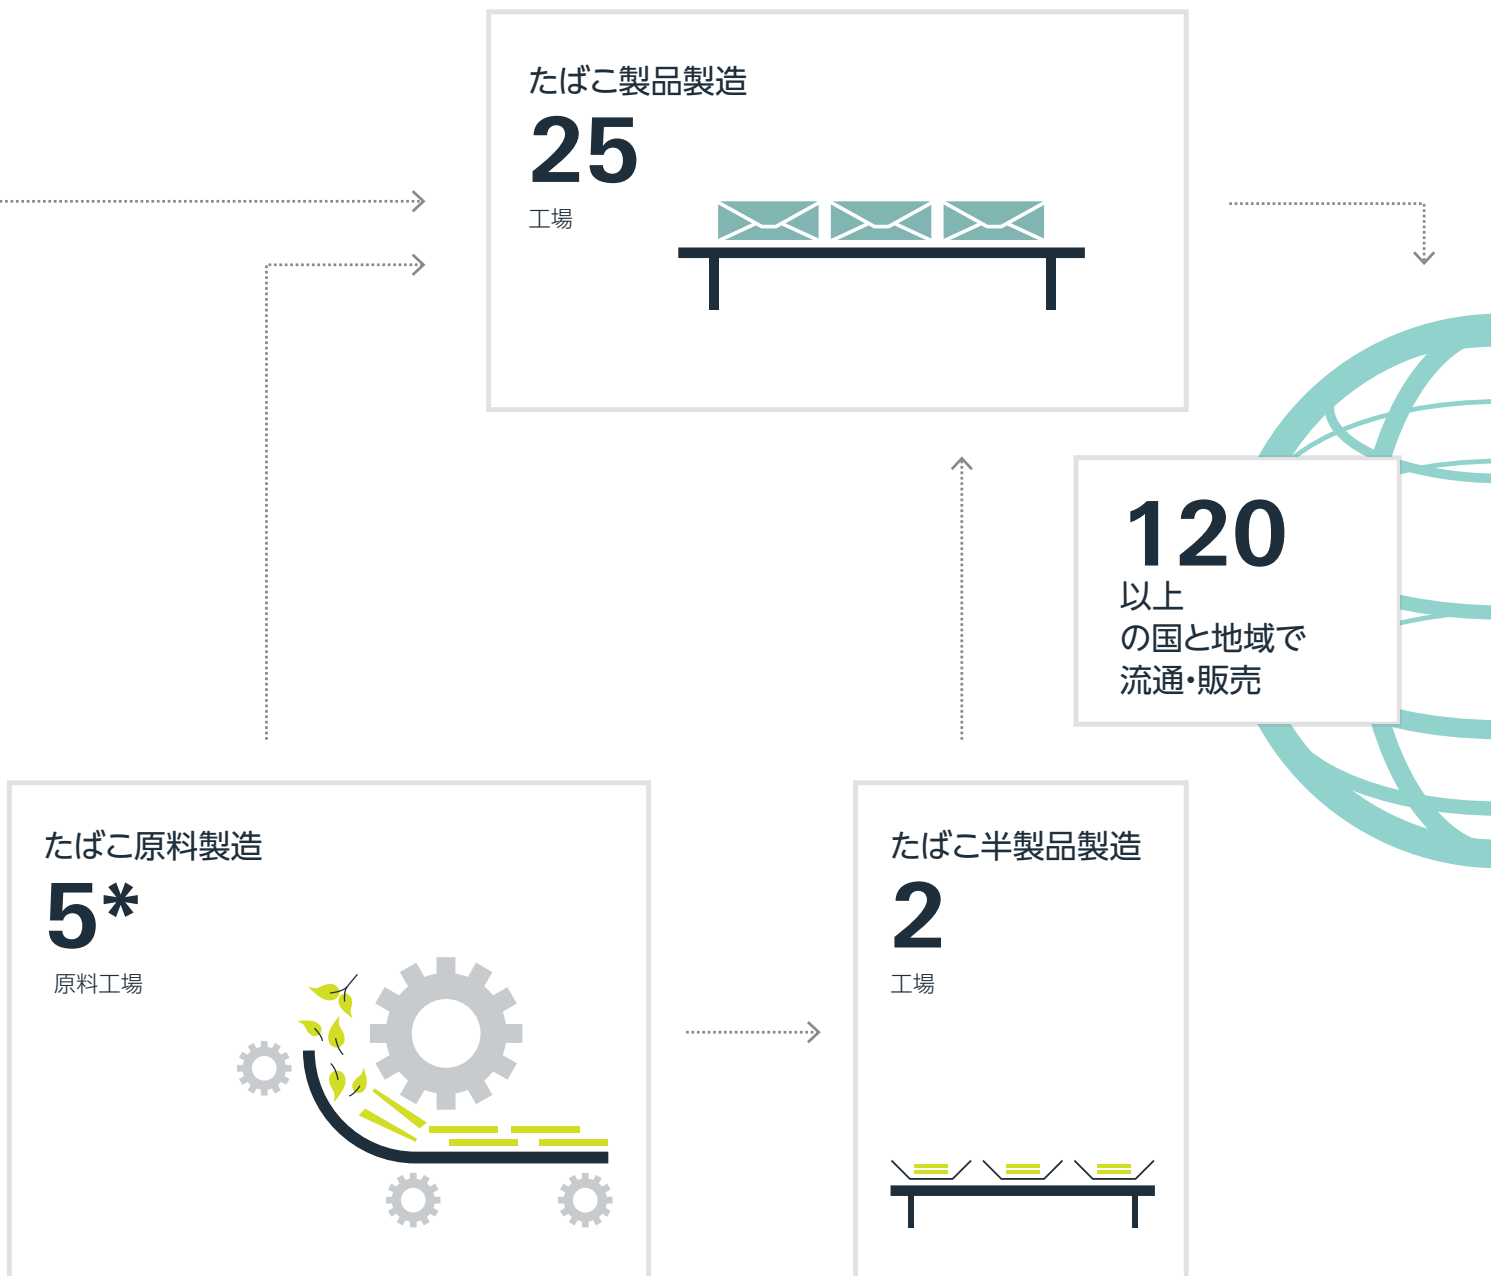 たばこ製品製造
25
工場
120
以上
の国と地域で
流通・販売
たばこ原料製造
5*
原料工場
たばこ半製品製造
2
工場